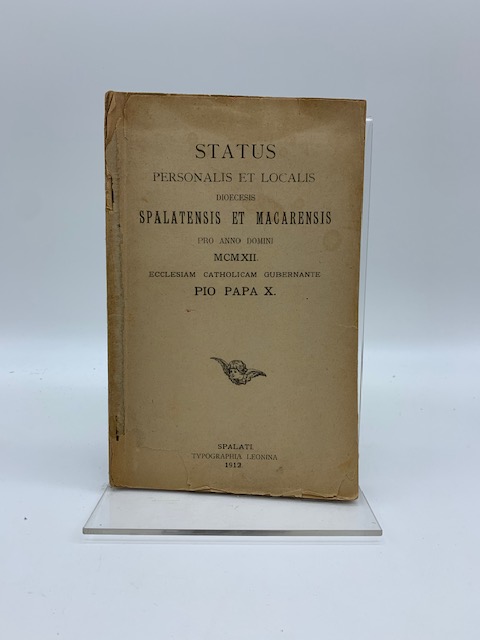 STATUS
PERSONALIS ET LOCALIS
DIOECESIS
SPALATENSIS ET MACARENSIS
PRO ANNO DOMINI
MCMXII.
ECCLESIAM CATHOLICAM GUBERNANTE
PIO PAPA X.
SPALATI,
TYPOGRAPHIA LEONINA
1912